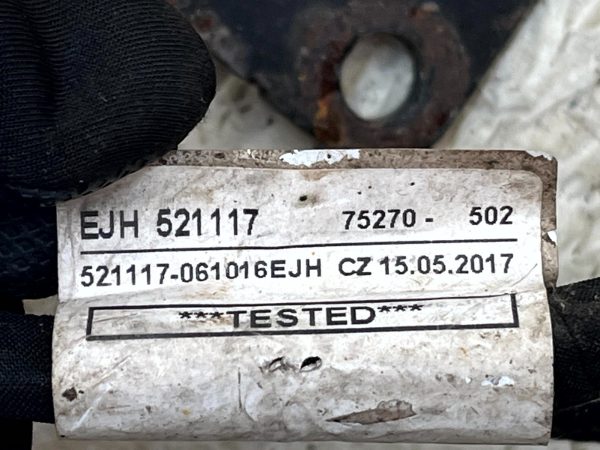 EJH 521117 75270 - 502
521117-061016EJH CZ 15.05.2017
***TESTED***